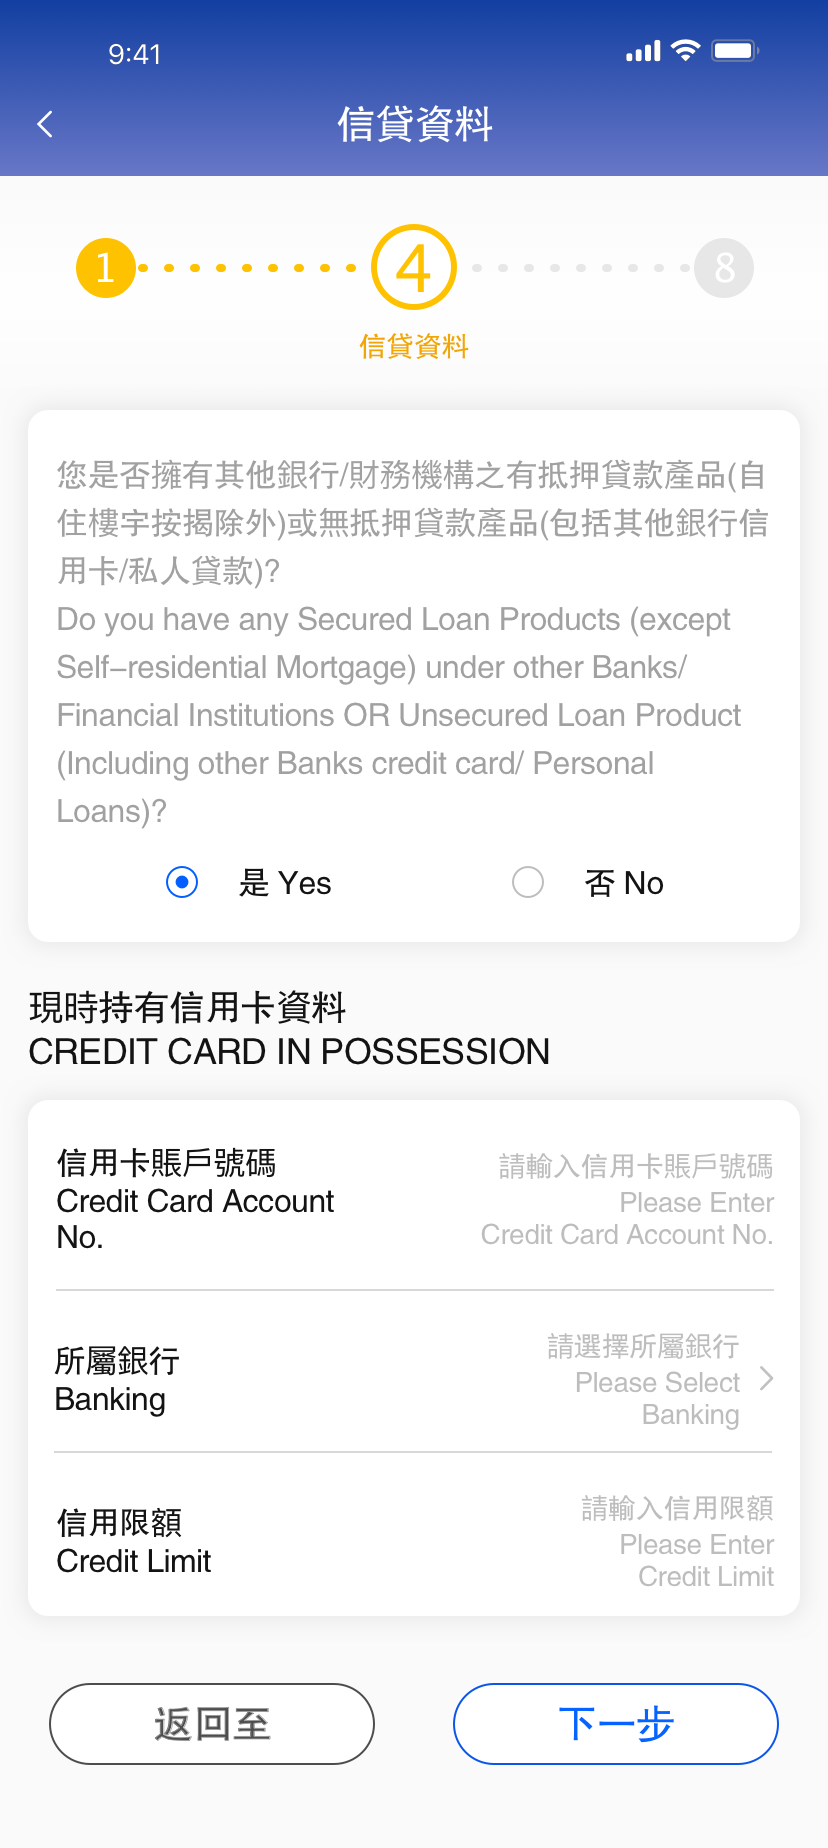 9:41
信貸資料
1
4
8
信貸資料
您是否擁有其他銀行/財務機構之有抵押貸款產品(自
住樓宇按揭除外)或無抵押貸款產品(包括其他銀行信
用卡/私人貸款)?
Do you have any Secured Loan Products (except
Self–residential Mortgage) under other Banks/
Financial Institutions OR Unsecured Loan Product
(Including other Banks credit card/ Personal
Loans)?
是 Yes
否 No
現時持有信用卡資料
CREDIT CARD IN POSSESSION
信用卡賬戶號碼
Credit Card Account
No.
請輸入信用卡賬戶號碼
Please Enter
Credit Card Account No.
所屬銀行
Banking
請選擇所屬銀行
Please Select
Banking
信用限額
Credit Limit
請輸入信用限額
Please Enter
Credit Limit
返回至
下一步